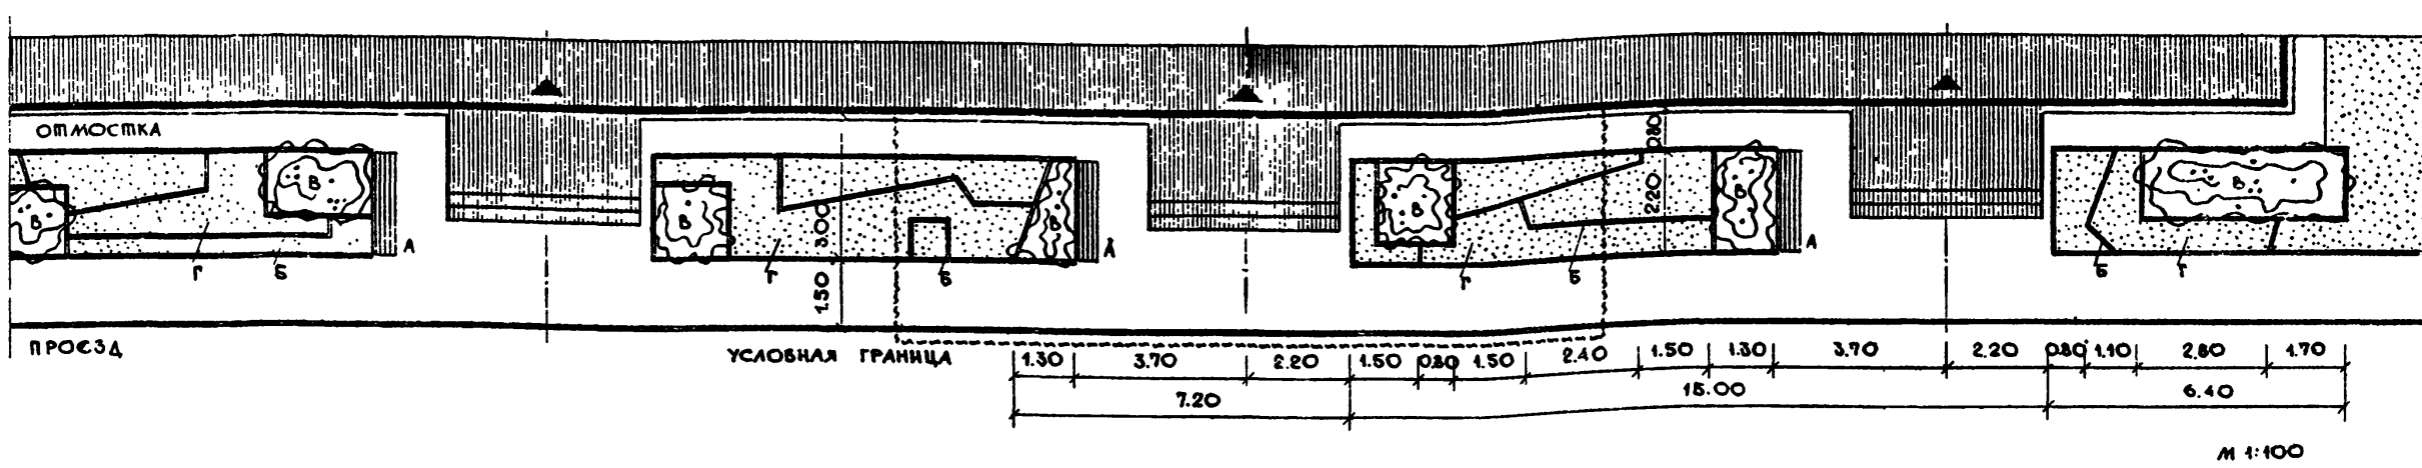 ОТМОСТКА
0.80
В
В
В
В
В
В
В
2.20
3.00
А
А
А
Г
Б
Г
Б
Г
Б
Б
Г
1.50
ПРОЕЗД
УСЛОВНАЯ ГРАНИЦА
1.30 3.70 2.20 1.50 0.80 1.50 2.40 1.50 1.30 3.70 2.20 0.80 1.10 2.80 1.70
7.20 15.00 6.40
М 1:100